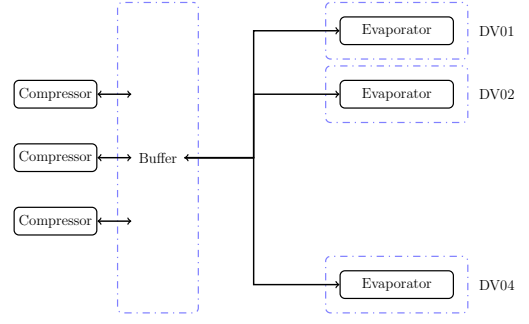 Evaporator DV01
Compressor Evaporator DV02
Compressor Buffer
Compressor
Evaporator DV04